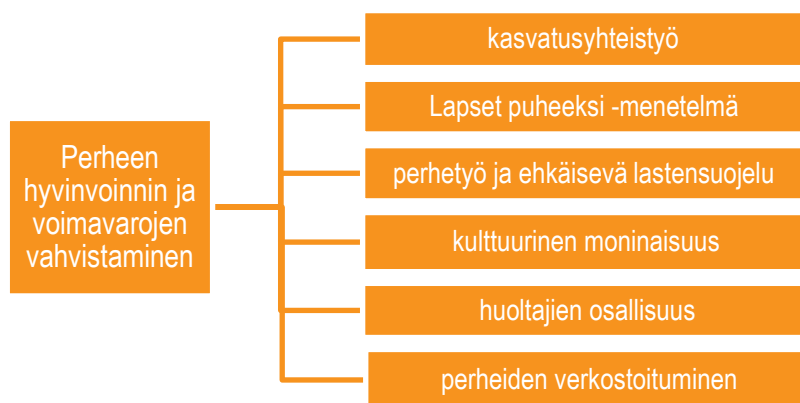 Perheen
hyvinvoinnin ja
voimavarojen
vahvistaminen
kasvatusyhteistyö
Lapset puheeksi -menetelmä
perhetyö ja ehkäisevä lastensuojelu
kulttuurinen moninaisuus
huoltajien osallisuus
perheiden verkostoituminen